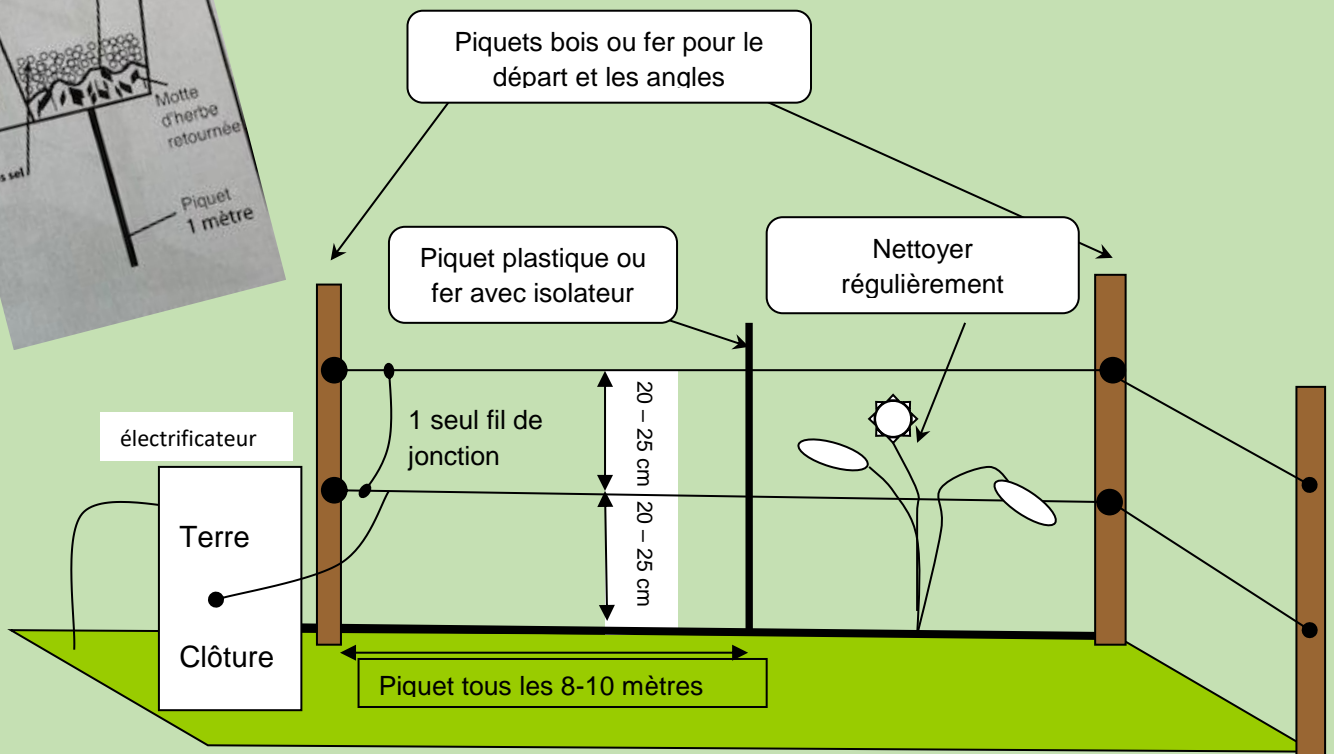 Motte
d'herbe
retournée
sel
Piquet
1 mètre
Piquets bois ou fer pour le
départ et les angles
Piquet plastique ou
fer avec isolateur
Nettoyer
régulièrement
électrificateur
1 seul fil de
jonction
20 – 25 cm
20 – 25 cm
Terre
Clôture
Piquet tous les 8-10 mètres